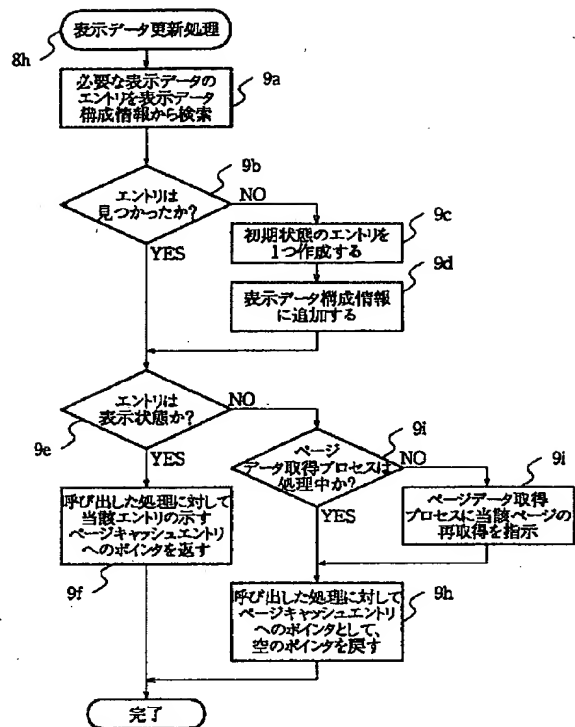 表示データ更新処理
8h
必要な表示データの
エントリを表示データ
構成情報から検索
9a
9b
エントリは
見つかったか?
NO
YES
9c
初期状態のエントリを
1つ作成する
9d
表示データ構成情報
に追加する
エントリは
表示状態か?
NO
9e
YES
9i
ページ
データ取得プロセスは
処理中か?
NO
YES
9i
ページデータ取得
プロセスに当該ページの
再取得を指示
呼び出した処理に対して
当該エントリの示す
ページキャッシュエントリ
へのポインタを返す
9f
呼び出した処理に対して
ページキャッシュエントリ
へのポインタとして、
空のポインタを戻す
9h
完了